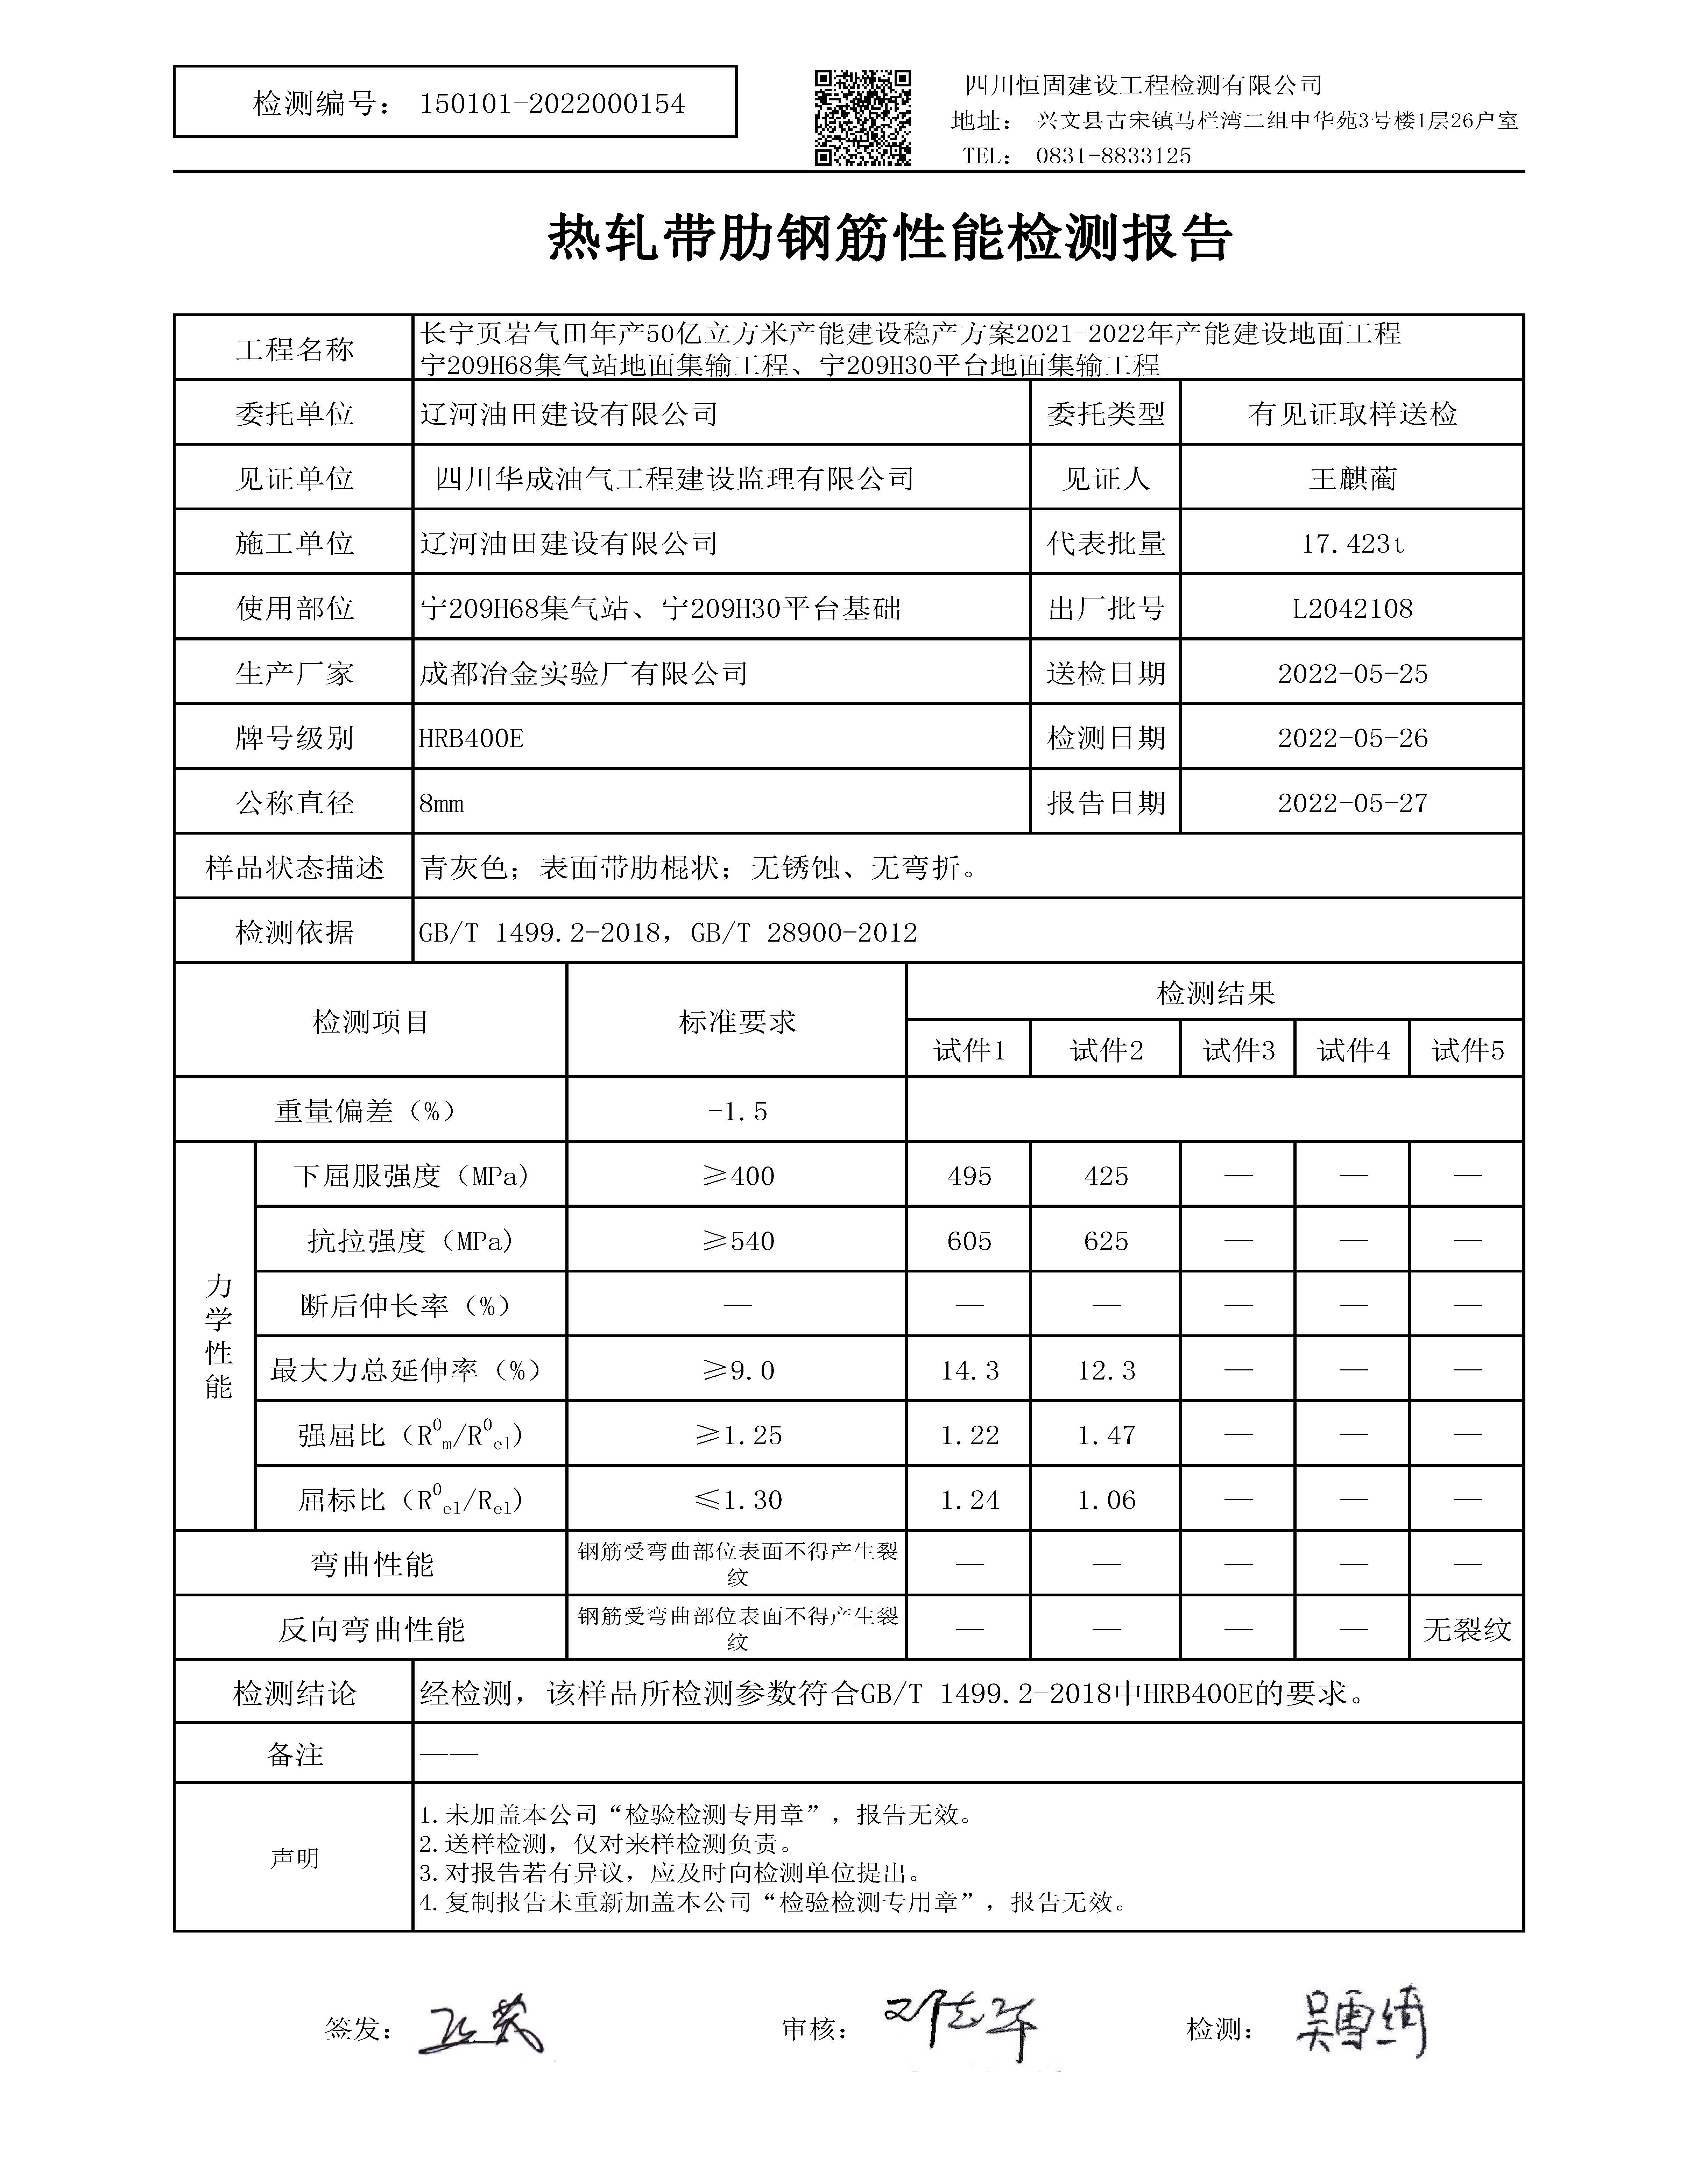 检测编号： 150101-2022000154
四川恒固建设工程检测有限公司
地址： 兴文县古宋镇马栏湾二组中华苑3号楼1层26户室
TEL： 0831-8833125
热轧带肋钢筋性能检测报告
工程名称 长宁页岩气田年产50亿立方米产能建设稳产方案2021-2022年产能建设地面工程
宁209H68集气站地面集输工程、宁209H30平台地面集输工程
委托单位 辽河油田建设有限公司 委托类型 有见证取样送检
见证单位 四川华成油气工程建设监理有限公司 见证人 王麒蔺
施工单位 辽河油田建设有限公司 代表批量 17.423t
使用部位 宁209H68集气站、宁209H30平台基础 出厂批号 L2042108
生产厂家 成都冶金实验厂有限公司 送检日期 2022-05-25
牌号级别 HRB400E 检测日期 2022-05-26
公称直径 8mm 报告日期 2022-05-27
样品状态描述 青灰色；表面带肋棍状；无锈蚀、无弯折。
检测依据 GB/T 1499.2-2018，GB/T 28900-2012
检测项目 标准要求 检测结果
试件1 试件2 试件3 试件4 试件5
重量偏差（%） -1.5
力学性能
下屈服强度（MPa） ≥400 495 425 — — —
抗拉强度（MPa） ≥540 605 625 — — —
断后伸长率（%） — — — — — —
最大力总延伸率（%） ≥9.0 14.3 12.3 — — —
强屈比（R⁰m/R⁰el） ≥1.25 1.22 1.47 — — —
屈标比（R⁰el/Rel） ≤1.30 1.24 1.06 — — —
弯曲性能 钢筋受弯曲部位表面不得产生裂纹 — — — — —
反向弯曲性能 钢筋受弯曲部位表面不得产生裂纹 — — — — 无裂纹
检测结论 经检测，该样品所检测参数符合GB/T 1499.2-2018中HRB400E的要求。
备注 ——
声明
1.未加盖本公司“检验检测专用章”，报告无效。
2.送样检测，仅对来样检测负责。
3.对报告若有异议，应及时向检测单位提出。
4.复制报告未重新加盖本公司“检验检测专用章”，报告无效。
签发： 审核： 检测： 吴雪绮